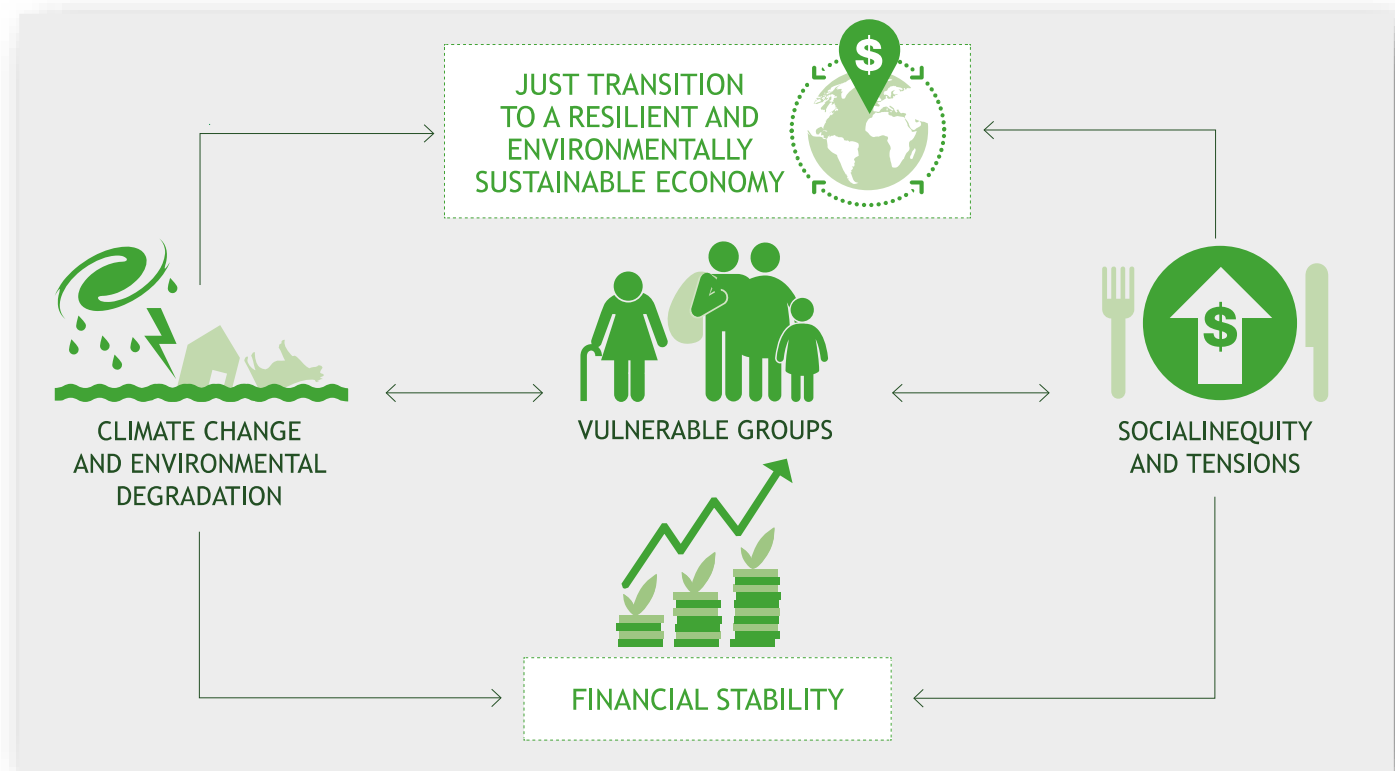 JUST TRANSITION
TO A RESILIENT AND
ENVIRONMENTALLY
SUSTAINABLE ECONOMY
$
CLIMATE CHANGE
AND ENVIRONMENTAL
DEGRADATION
VULNERABLE GROUPS
$
SOCIALINEQUITY
AND TENSIONS
FINANCIAL STABILITY